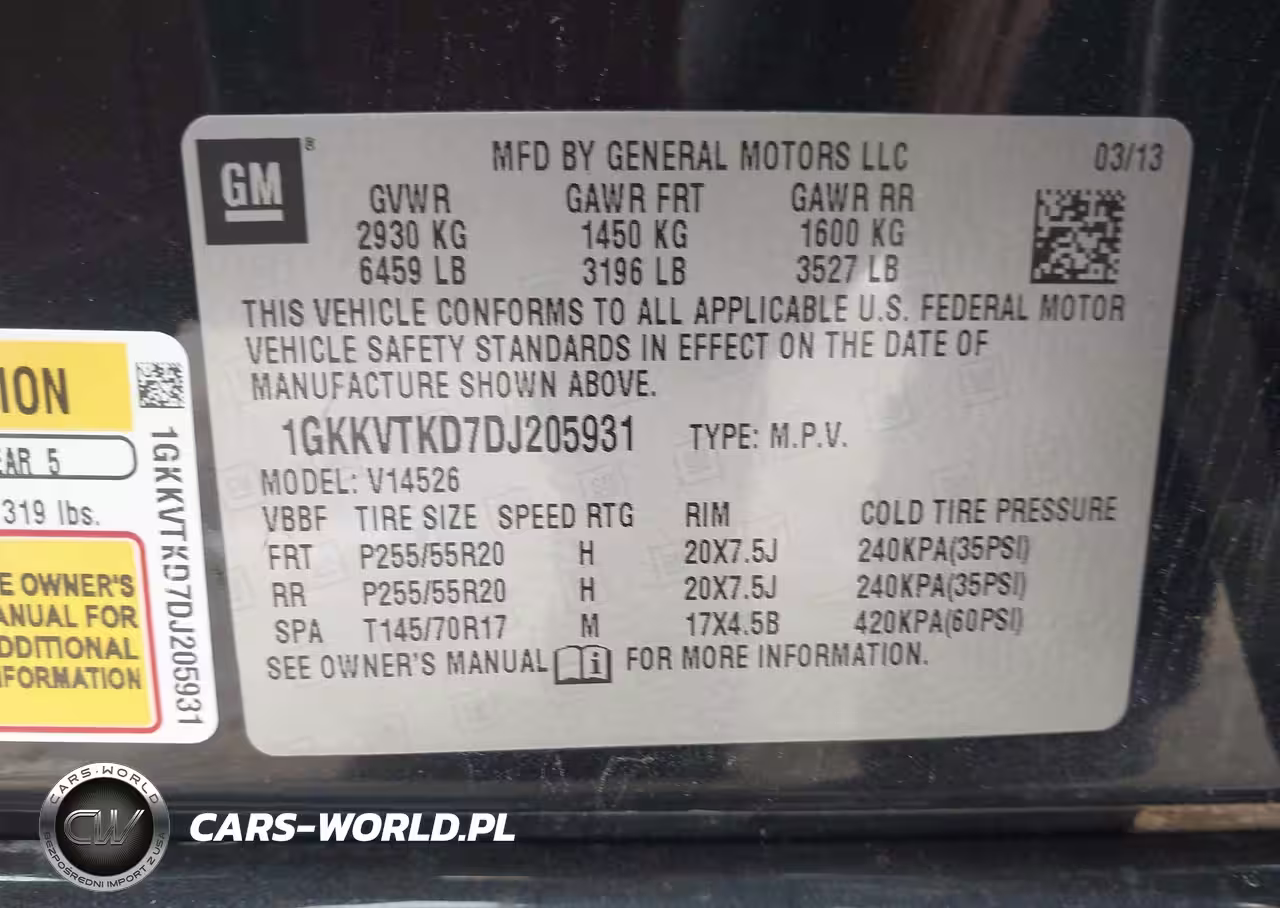 GM ®
MFD BY GENERAL MOTORS LLC 03/13
GVWR GAWR FRT GAWR RR
2930 KG 1450 KG 1600 KG
6459 LB 3196 LB 3527 LB
THIS VEHICLE CONFORMS TO ALL APPLICABLE U.S. FEDERAL MOTOR
VEHICLE SAFETY STANDARDS IN EFFECT ON THE DATE OF
MANUFACTURE SHOWN ABOVE.
1GKKVTKD7DJ205931 TYPE: M.P.V.
MODEL: V14526
VBBF TIRE SIZE SPEED RTG RIM COLD TIRE PRESSURE
FRT P255/55R20 H 20X7.5J 240KPA(35PSI)
RR P255/55R20 H 20X7.5J 240KPA(35PSI)
SPA T145/70R17 M 17X4.5B 420KPA(60PSI)
SEE OWNER'S MANUAL i FOR MORE INFORMATION.
ION
EAR 5
319 lbs.
E OWNER'S
ANUAL FOR
DDITIONAL
FORMATION
1GKKVTKD7DJ205931
CARS-WORLD
CW
BEZPOŚREDNI IMPORT Z USA
CARS-WORLD.PL